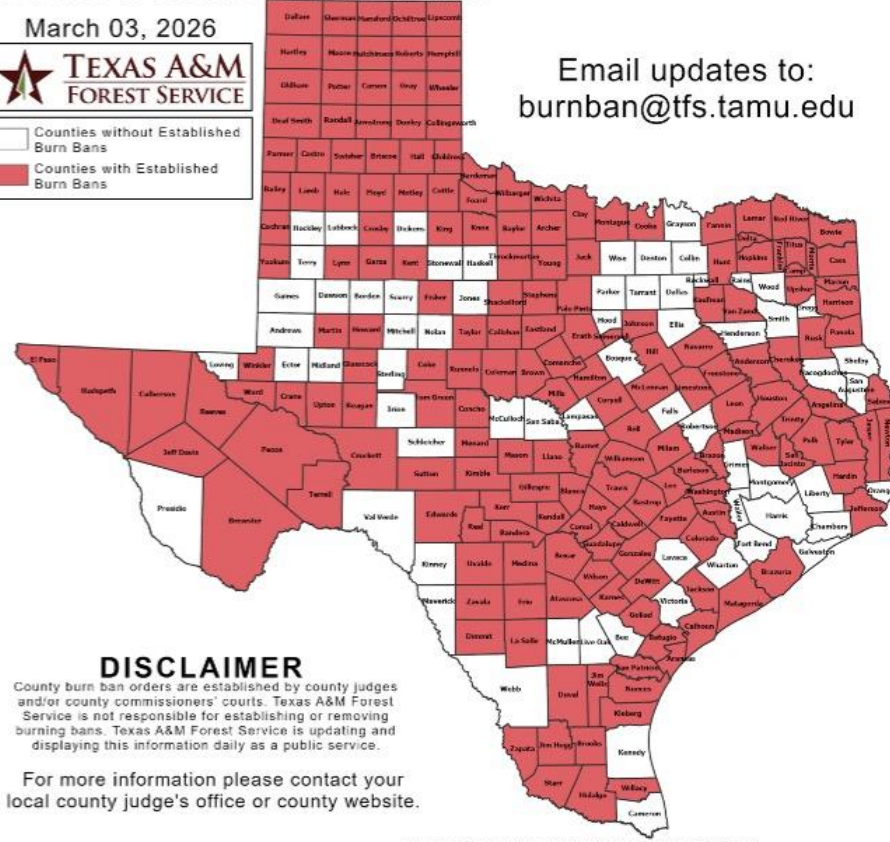 March 03, 2026
TEXAS A&M
FOREST SERVICE
Counties without Established
Burn Bans
Counties with Established
Burn Bans
Email updates to:
burnban@tfs.tamu.edu
Dallam Sherman Hansford Ochiltree Lipscomb
Hartley Moore Hutchinson Roberts Hemphill
Oldham Potter Carson Gray Wheeler
Deaf Smith Randall Armstrong Donley Collingsworth
Parmer Castro Swisher Briscoe Hall Childress
Hardeman
Bailey Lamb Hale Floyd Motley Cottle Foard Wilbarger Wichita
Clay Montague Cooke Grayson Fannin Lamar Red River Bowie
Cochran Hockley Lubbock Crosby Dickens King Knox Baylor Archer
Delta Franklin Titus Morris Cass
Yoakum Terry Lynn Garza Kent Stonewall Haskell Throckmorton Young Jack Wise Denton Collin Hunt Hopkins Camp
Rockwall Rains Wood Upshur Marion
Gaines Dawson Borden Scurry Fisher Jones Shackelford Stephens Palo Pinto Parker Tarrant Dallas Kaufman Van Zandt Smith Gregg Harrison
Andrews Martin Howard Mitchell Nolan Taylor Callahan Eastland Erath Somervell Hood Johnson Ellis Henderson Rusk Panola
El Paso Hudspeth Culberson Loving Winkler Ector Midland Glasscock Sterling Coke Runnels Coleman Brown Comanche Hamilton Bosque Hill Navarro Anderson Cherokee Nacogdoches Shelby
San
Augustine
Sabine
Reeves Ward Crane Upton Reagan Irion Tom Green Concho McCulloch San Saba Mills Lampasas Coryell McLennan Limestone Freestone Leon Houston Angelina
Falls Robertson Madison Trinity Polk Tyler Jasper Newton
Jeff Davis Pecos Crockett Schleicher Menard Mason Llano Burnet Bell Williamson Milam Brazos Grimes Walker San
Jacinto
Hardin
Presidio Brewster Terrell Sutton Kimble Gillespie Blanco Travis Lee Burleson Washington Montgomery Liberty Orange
Val Verde Edwards Kerr Real Bandera Kendall Comal Hays Bastrop Caldwell Fayette Austin Waller Harris Chambers Jefferson
Kinney Uvalde Medina Bexar Guadalupe Gonzales Lavaca Colorado Wharton Fort Bend Galveston
Maverick Zavala Frio Atascosa Wilson Karnes DeWitt Victoria Jackson Matagorda Brazoria
Dimmit La Salle McMullen Live Oak Bee Goliad Refugio Calhoun Aransas
San Patricio
Webb Duval Jim
Wells
Nueces
Kleberg
Zapata Jim Hogg Brooks Kenedy
Starr Hidalgo Willacy
Cameron
DISCLAIMER
County burn ban orders are established by county judges
and/or county commissioners' courts. Texas A&M Forest
Service is not responsible for establishing or removing
burning bans. Texas A&M Forest Service is updating and
displaying this information daily as a public service.
For more information please contact your
local county judge's office or county website.